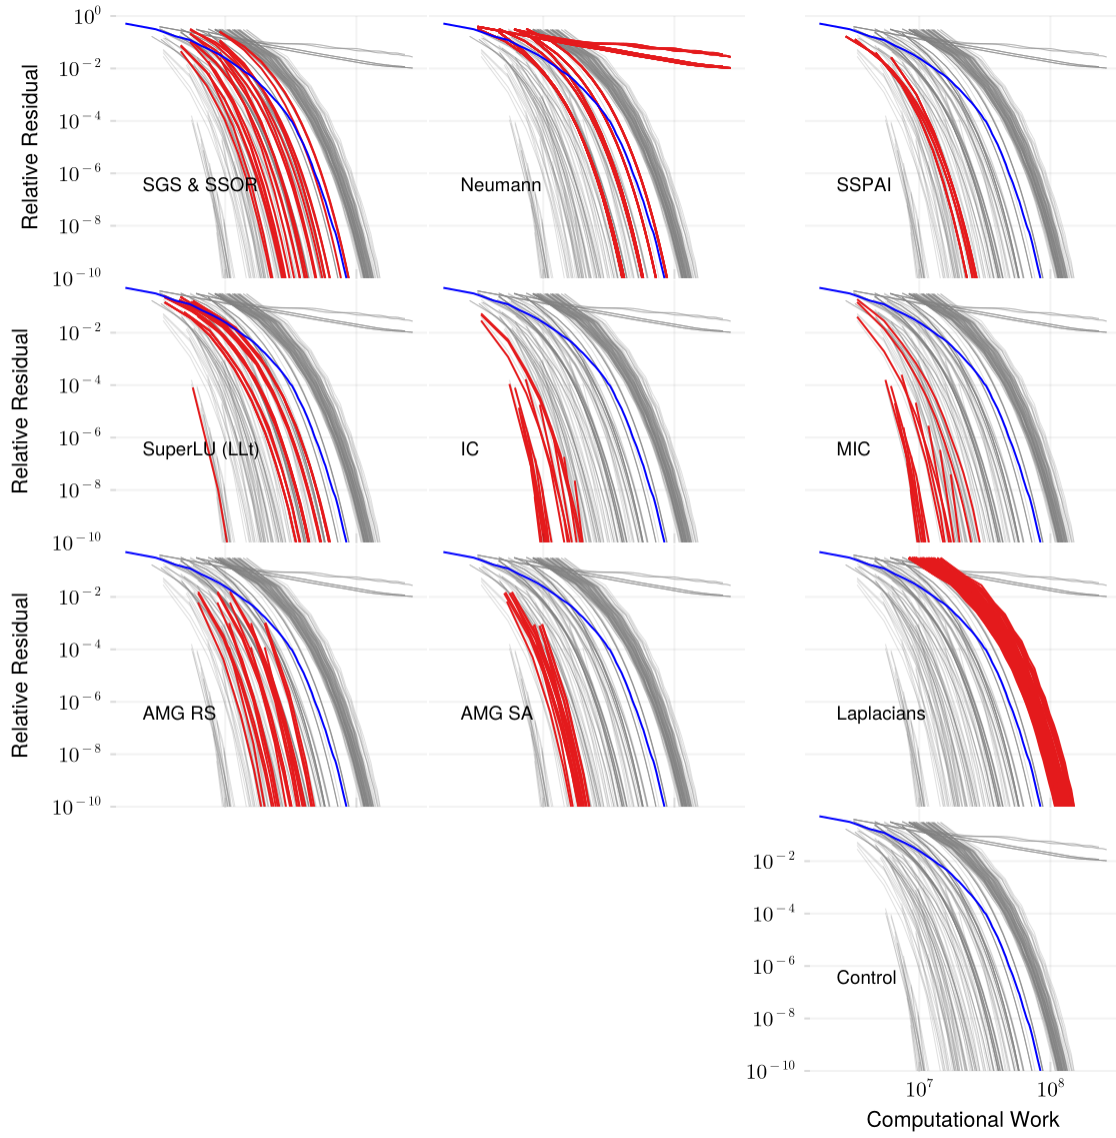 10^0
10^−2
10^−4
10^−6
10^−8
10^−10
Relative Residual
SGS & SSOR
Neumann
SSPAI
10^−2
10^−4
10^−6
10^−8
10^−10
Relative Residual
SuperLU (LLt)
IC
MIC
10^−2
10^−4
10^−6
10^−8
10^−10
Relative Residual
AMG RS
AMG SA
Laplacians
10^−2
10^−4
10^−6
10^−8
10^−10
Control
10^7 10^8
Computational Work